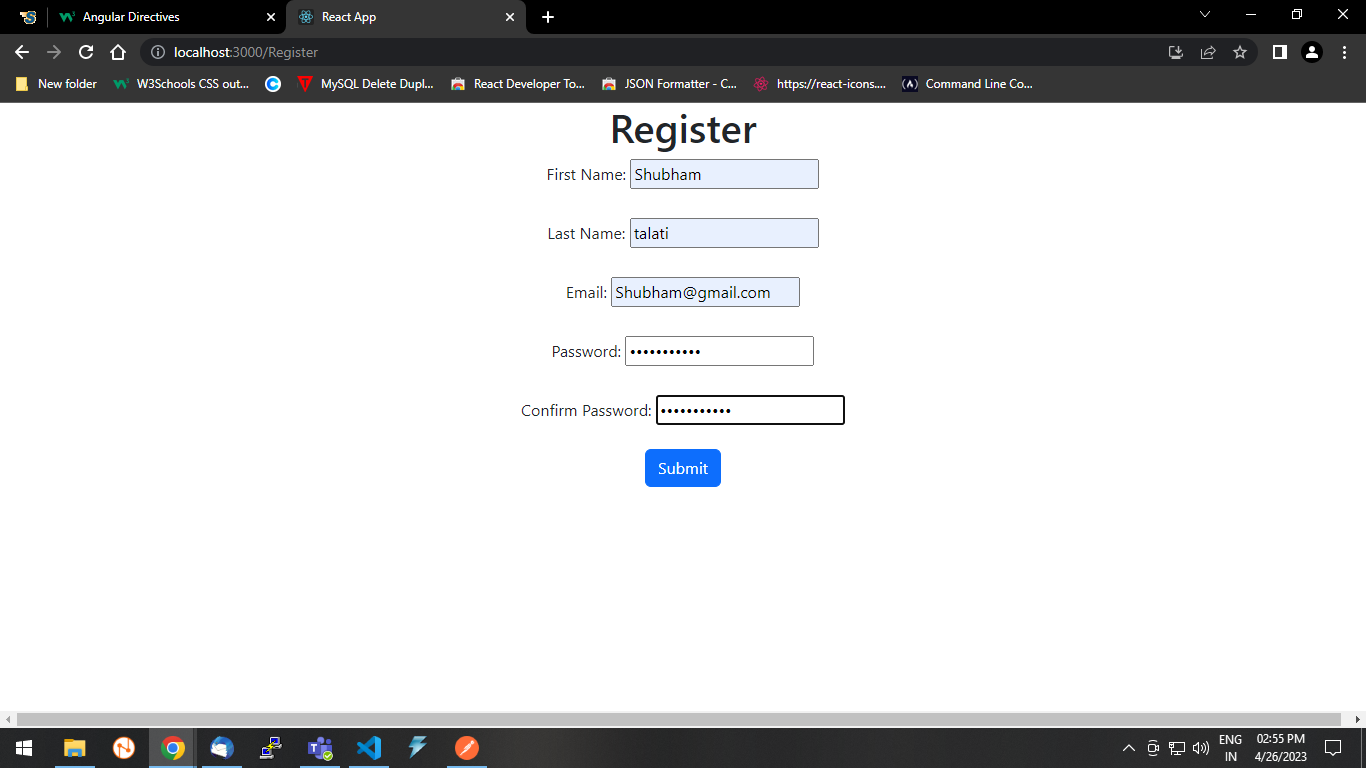 Angular Directives
React App
localhost:3000/Register
New folder
W3Schools CSS out...
MySQL Delete Dupl...
React Developer To...
JSON Formatter - C...
https://react-icons....
Command Line Co...
Register
First Name: Shubham
Last Name: talati
Email: Shubham@gmail.com
Password: •••••••••••
Confirm Password: •••••••••••
Submit
ENG
IN
02:55 PM
4/26/2023